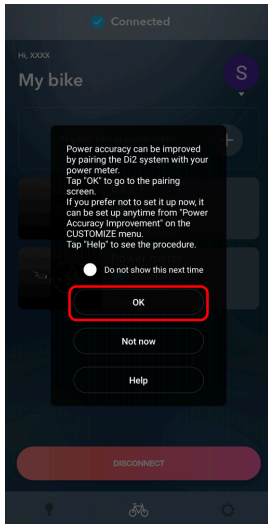 Connected
Hi, XXXX
My bike
S
Power accuracy can be improved
by pairing the Di2 system with your
power meter.
Tap "OK" to go to the pairing
screen.
If you prefer not to set it up now, it
can be set up anytime from "Power
Accuracy Improvement" on the
CUSTOMIZE menu.
Tap "Help" to see the procedure.
Power meter
Do not show this next time
OK
Not now
Help
DISCONNECT